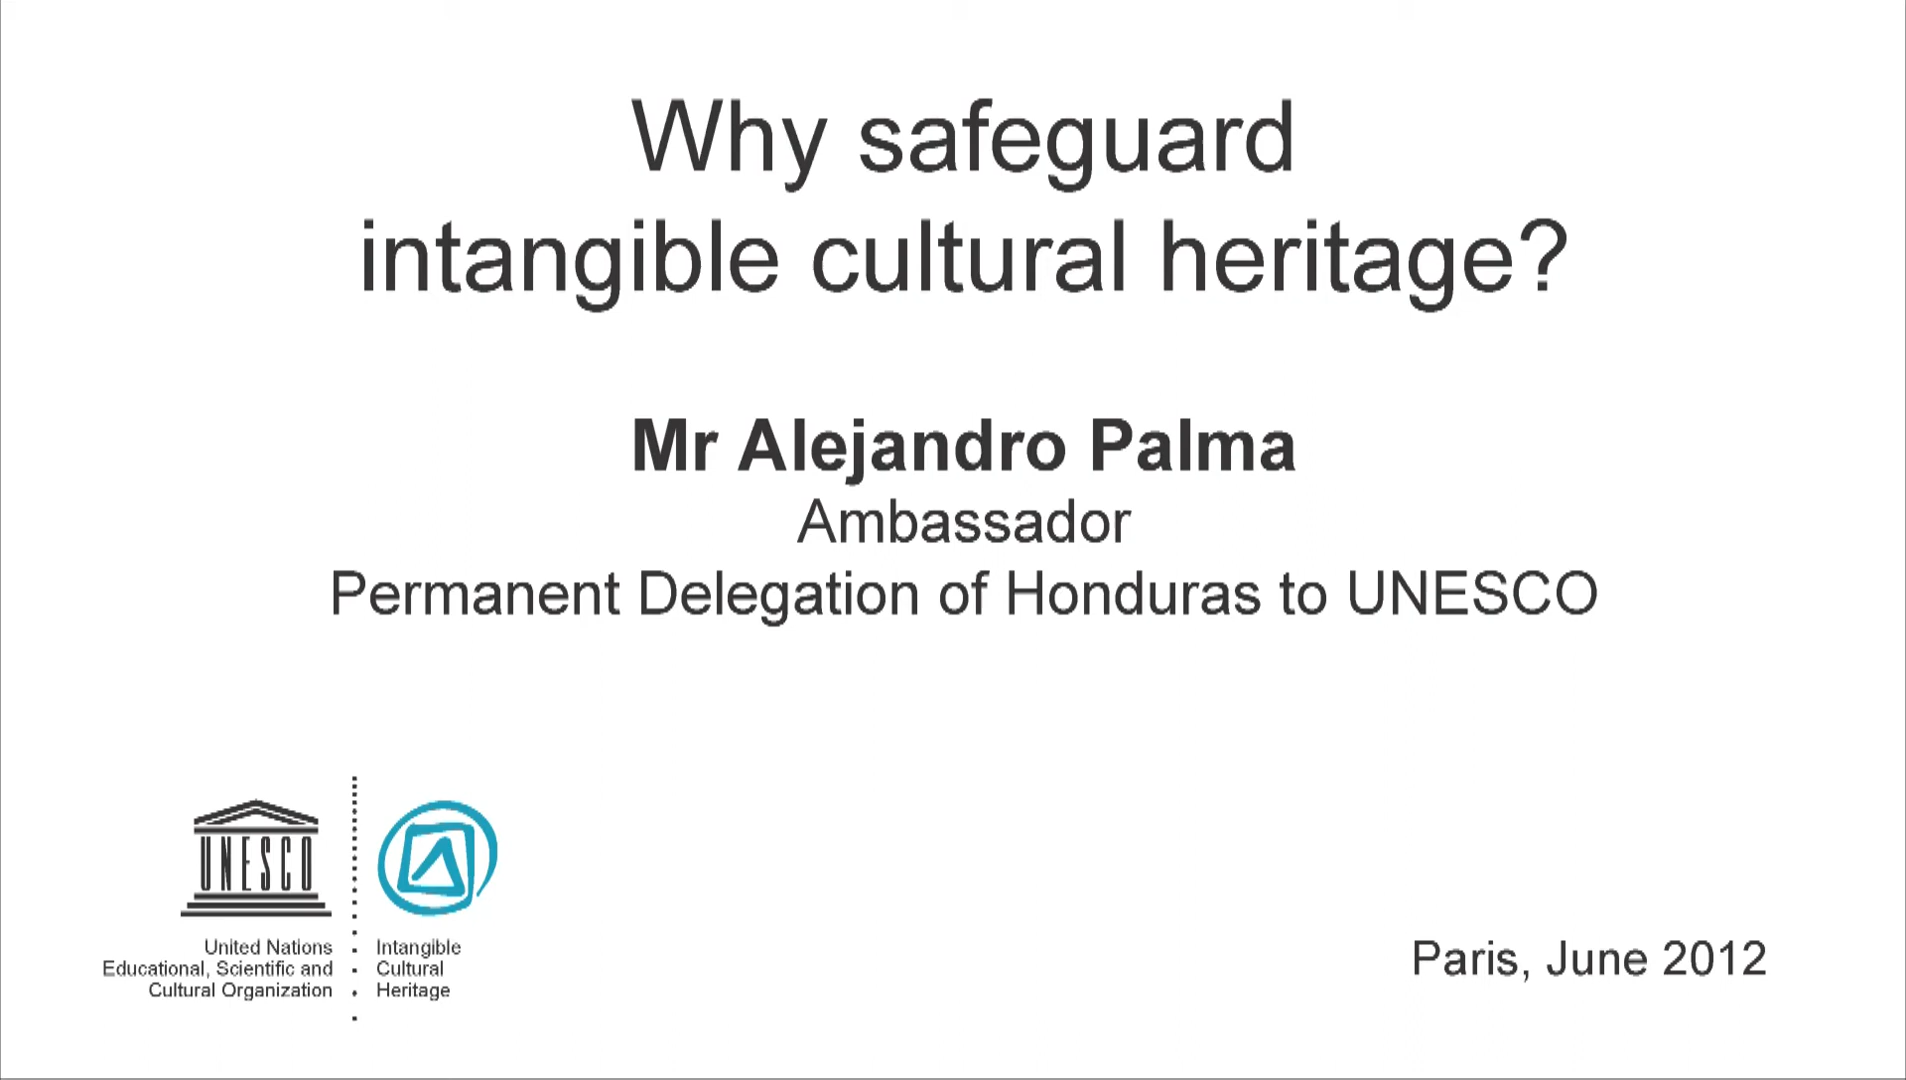 Why safeguard
intangible cultural heritage?
Mr Alejandro Palma
Ambassador
Permanent Delegation of Honduras to UNESCO
UNESCO
United Nations
Educational, Scientific and
Cultural Organization
Intangible
Cultural
Heritage
Paris, June 2012